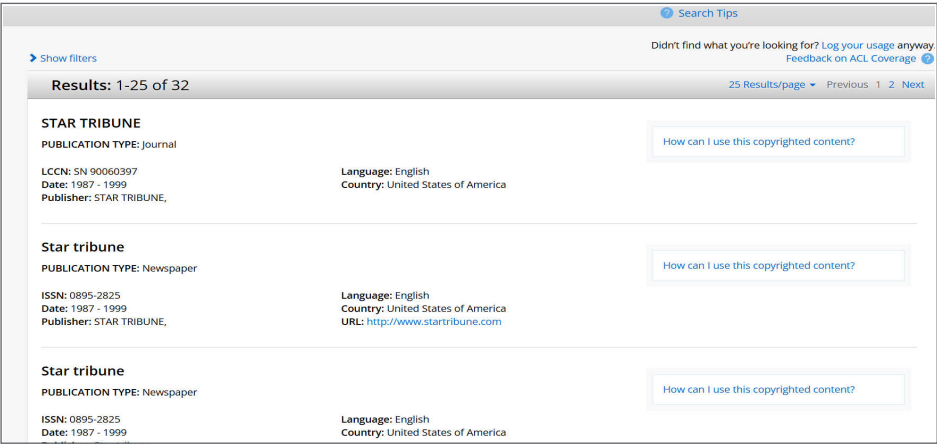 Search Tips
Didn't find what you're looking for? Log your usage anyway.
Show filters
Feedback on ACL Coverage
Results: 1-25 of 32
25 Results/page Previous 1 2 Next
STAR TRIBUNE
PUBLICATION TYPE: Journal
How can I use this copyrighted content?
LCCN: SN 90060397
Language: English
Date: 1987 - 1999
Country: United States of America
Publisher: STAR TRIBUNE,
Star tribune
PUBLICATION TYPE: Newspaper
How can I use this copyrighted content?
ISSN: 0895-2825
Language: English
Date: 1987 - 1999
Country: United States of America
Publisher: STAR TRIBUNE,
URL: http://www.startribune.com
Star tribune
PUBLICATION TYPE: Newspaper
How can I use this copyrighted content?
ISSN: 0895-2825
Language: English
Date: 1987 - 1999
Country: United States of America